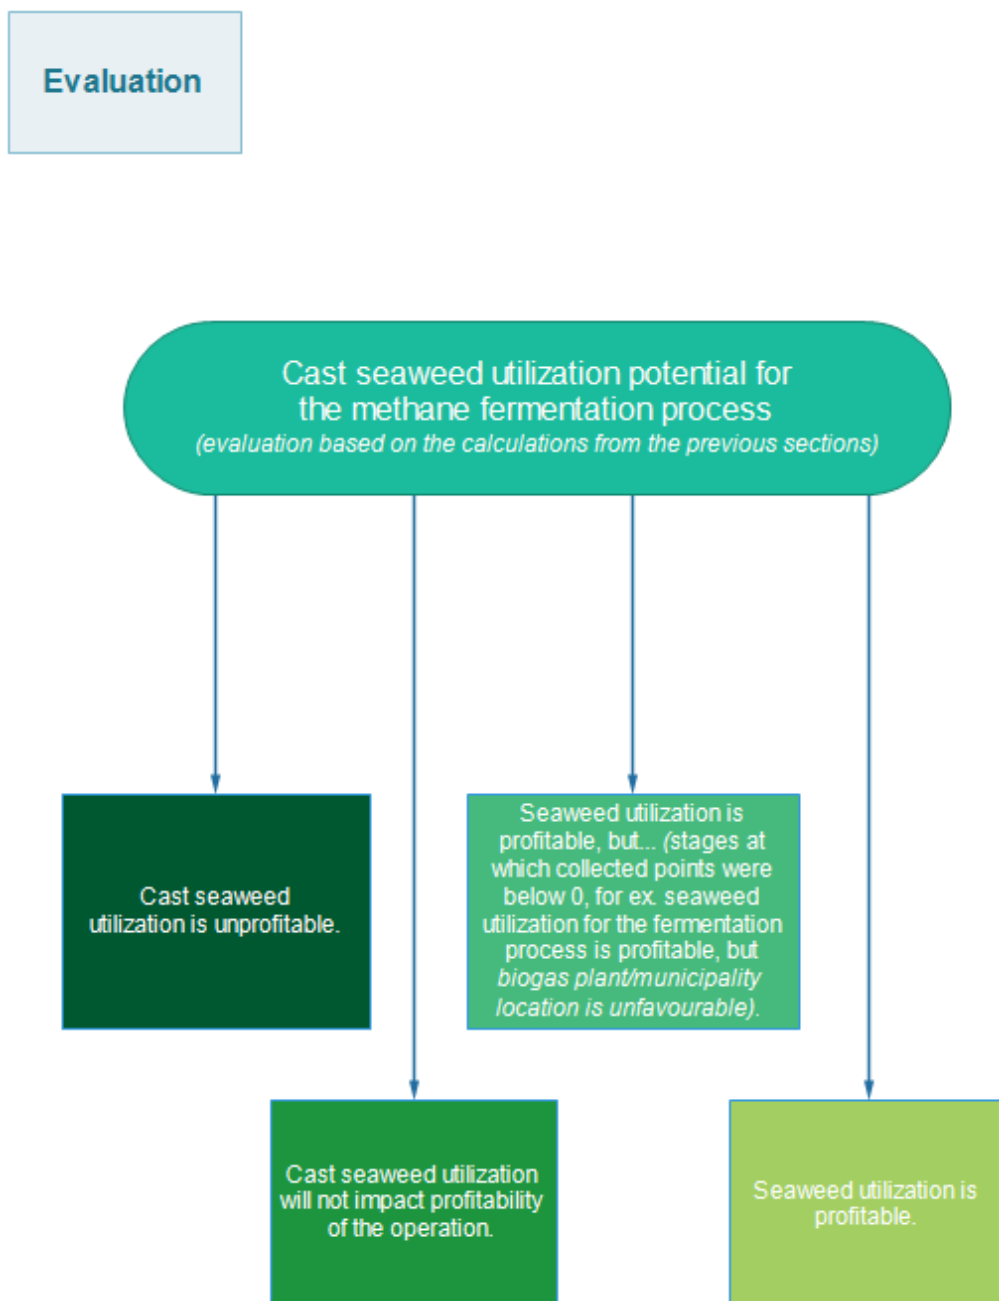 Evaluation
Cast seaweed utilization potential for
the methane fermentation process
(evaluation based on the calculations from the previous sections)
Cast seaweed
utilization is unprofitable.
Seaweed utilization is
profitable, but... (stages at
which collected points were
below 0, for ex. seaweed
utilization for the fermentation
process is profitable, but
biogas plant/municipality
location is unfavourable).
Cast seaweed utilization
will not impact profitability
of the operation.
Seaweed utilization is
profitable.